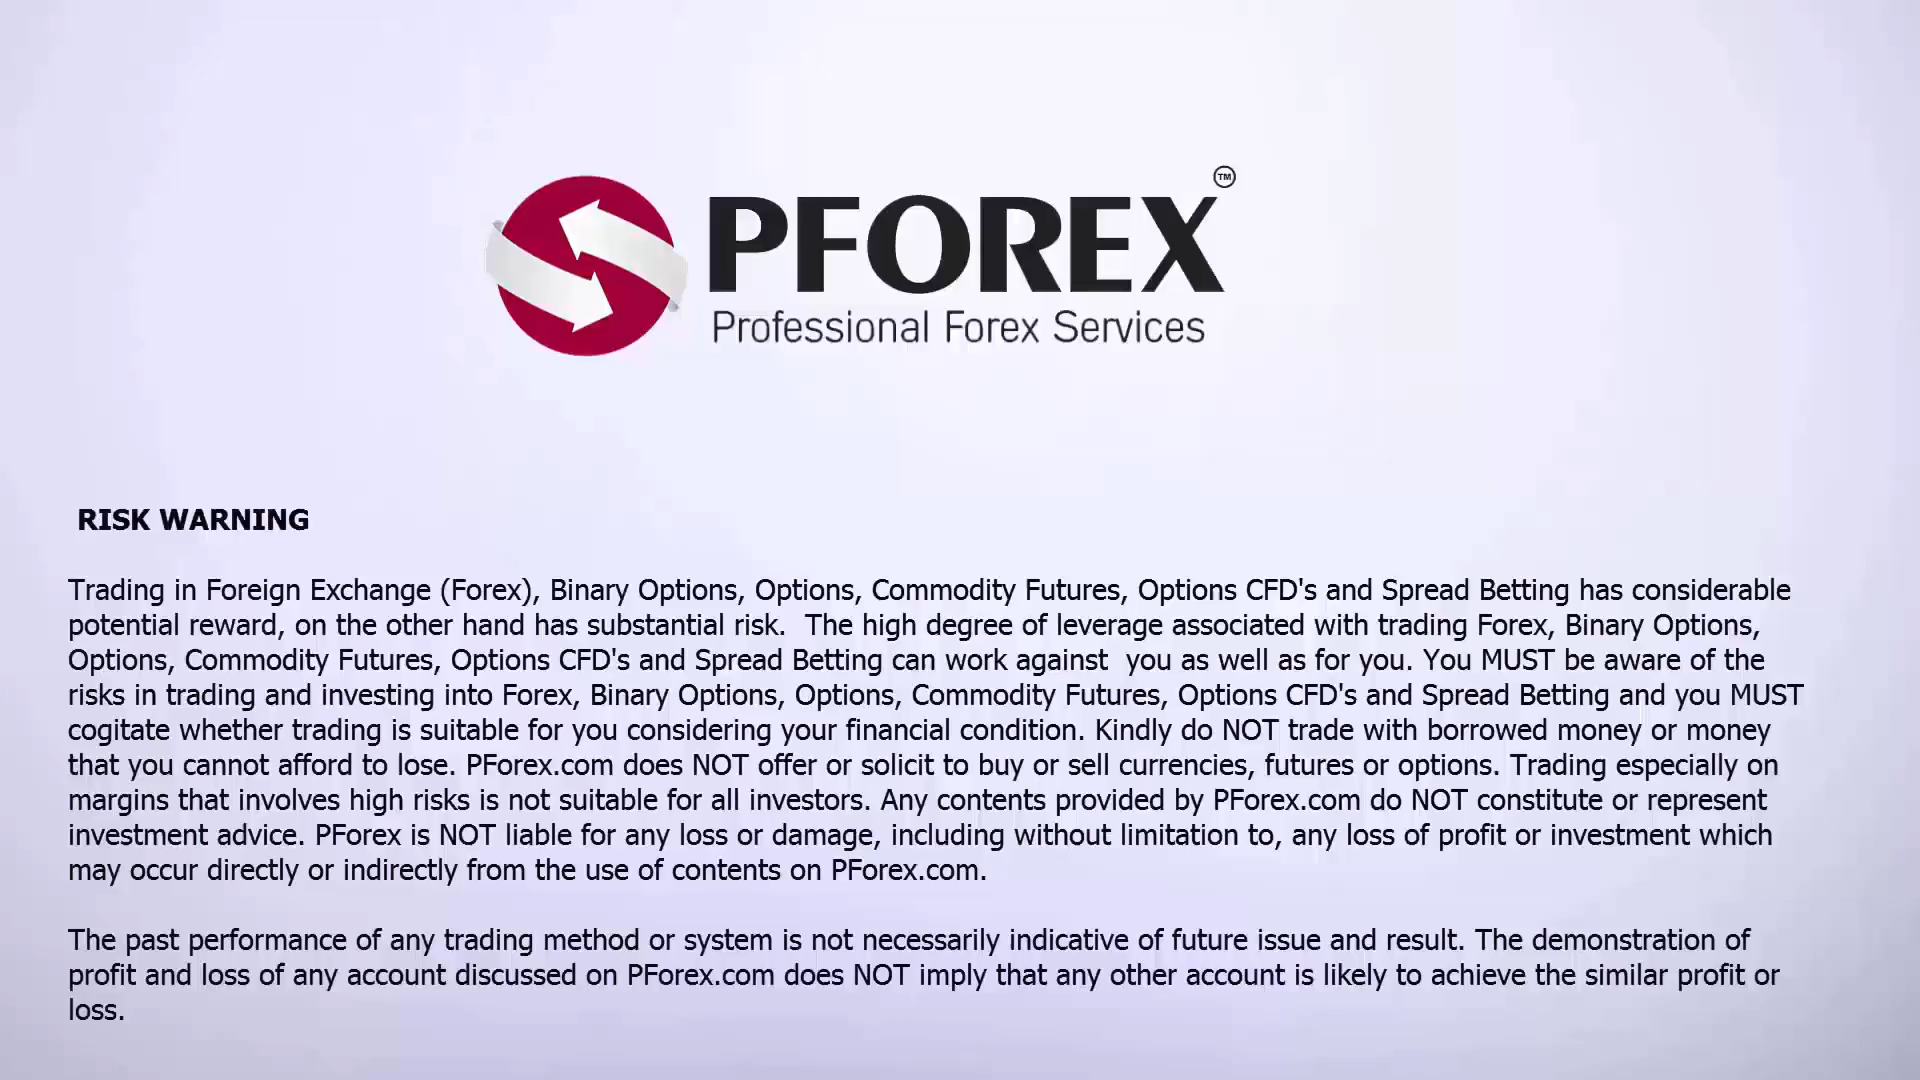 PFOREX™
Professional Forex Services
RISK WARNING
Trading in Foreign Exchange (Forex), Binary Options, Options, Commodity Futures, Options CFD's and Spread Betting has considerable
potential reward, on the other hand has substantial risk.  The high degree of leverage associated with trading Forex, Binary Options,
Options, Commodity Futures, Options CFD's and Spread Betting can work against  you as well as for you. You MUST be aware of the
risks in trading and investing into Forex, Binary Options, Options, Commodity Futures, Options CFD's and Spread Betting and you MUST
cogitate whether trading is suitable for you considering your financial condition. Kindly do NOT trade with borrowed money or money
that you cannot afford to lose. PForex.com does NOT offer or solicit to buy or sell currencies, futures or options. Trading especially on
margins that involves high risks is not suitable for all investors. Any contents provided by PForex.com do NOT constitute or represent
investment advice. PForex is NOT liable for any loss or damage, including without limitation to, any loss of profit or investment which
may occur directly or indirectly from the use of contents on PForex.com.
The past performance of any trading method or system is not necessarily indicative of future issue and result. The demonstration of
profit and loss of any account discussed on PForex.com does NOT imply that any other account is likely to achieve the similar profit or
loss.